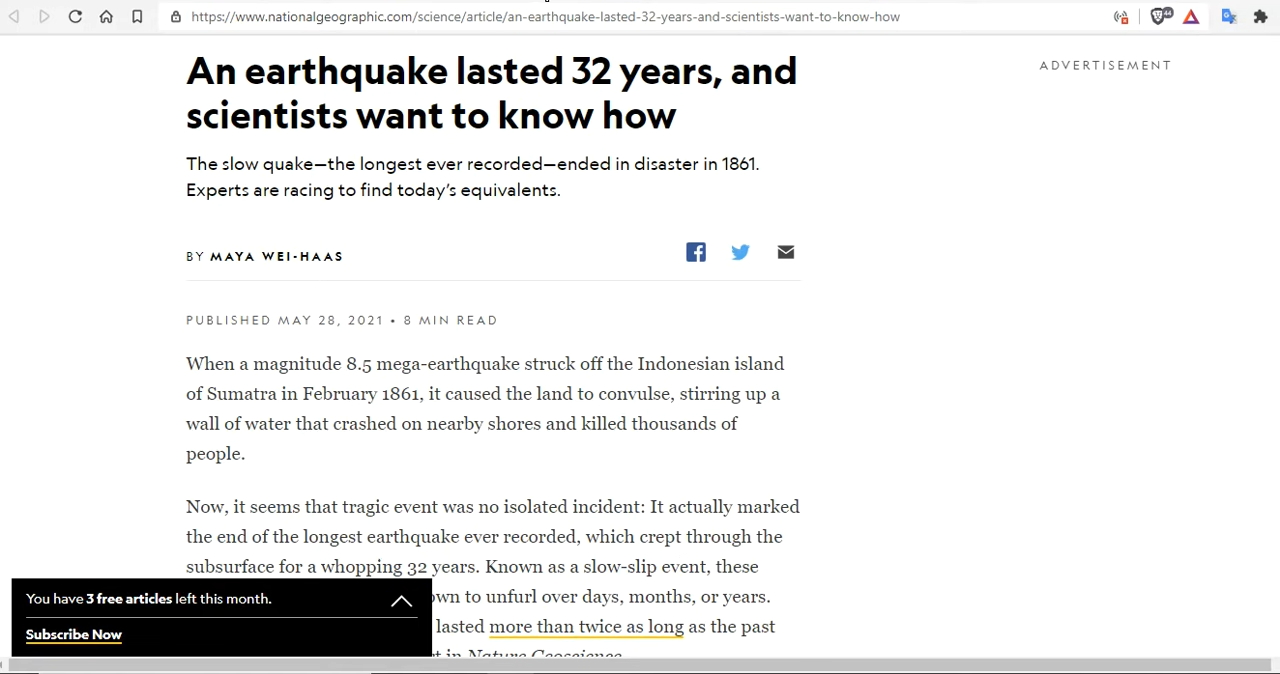 https://www.nationalgeographic.com/science/article/an-earthquake-lasted-32-years-and-scientists-want-to-know-how
44
An earthquake lasted 32 years, and
scientists want to know how
ADVERTISEMENT
The slow quake—the longest ever recorded—ended in disaster in 1861.
Experts are racing to find today's equivalents.
BY MAYA WEI-HAAS
PUBLISHED MAY 28, 2021 • 8 MIN READ
When a magnitude 8.5 mega-earthquake struck off the Indonesian island
of Sumatra in February 1861, it caused the land to convulse, stirring up a
wall of water that crashed on nearby shores and killed thousands of
people.
Now, it seems that tragic event was no isolated incident: It actually marked
the end of the longest earthquake ever recorded, which crept through the
subsurface for a whopping 32 years. Known as a slow-slip event, these
to unfurl over days, months, or years.
lasted more than twice as long as the past
in Nature Geoscience.
You have 3 free articles left this month.
Subscribe Now